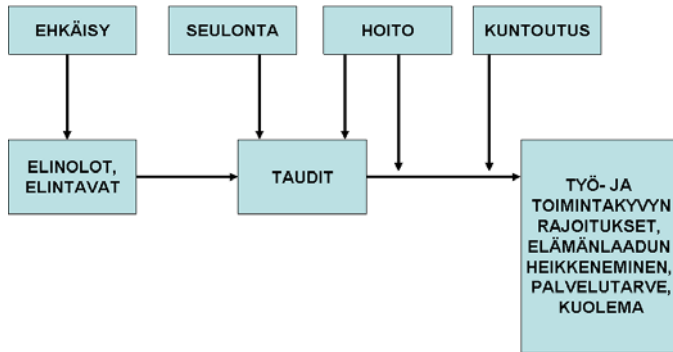 EHKÄISY
SEULONTA
HOITO
KUNTOUTUS
ELINOLOT,
ELINTAVAT
TAUDIT
TYÖ- JA
TOIMINTAKYVYN
RAJOITUKSET,
ELÄMÄNLAADUN
HEIKKENEMINEN,
PALVELUTARVE,
KUOLEMA